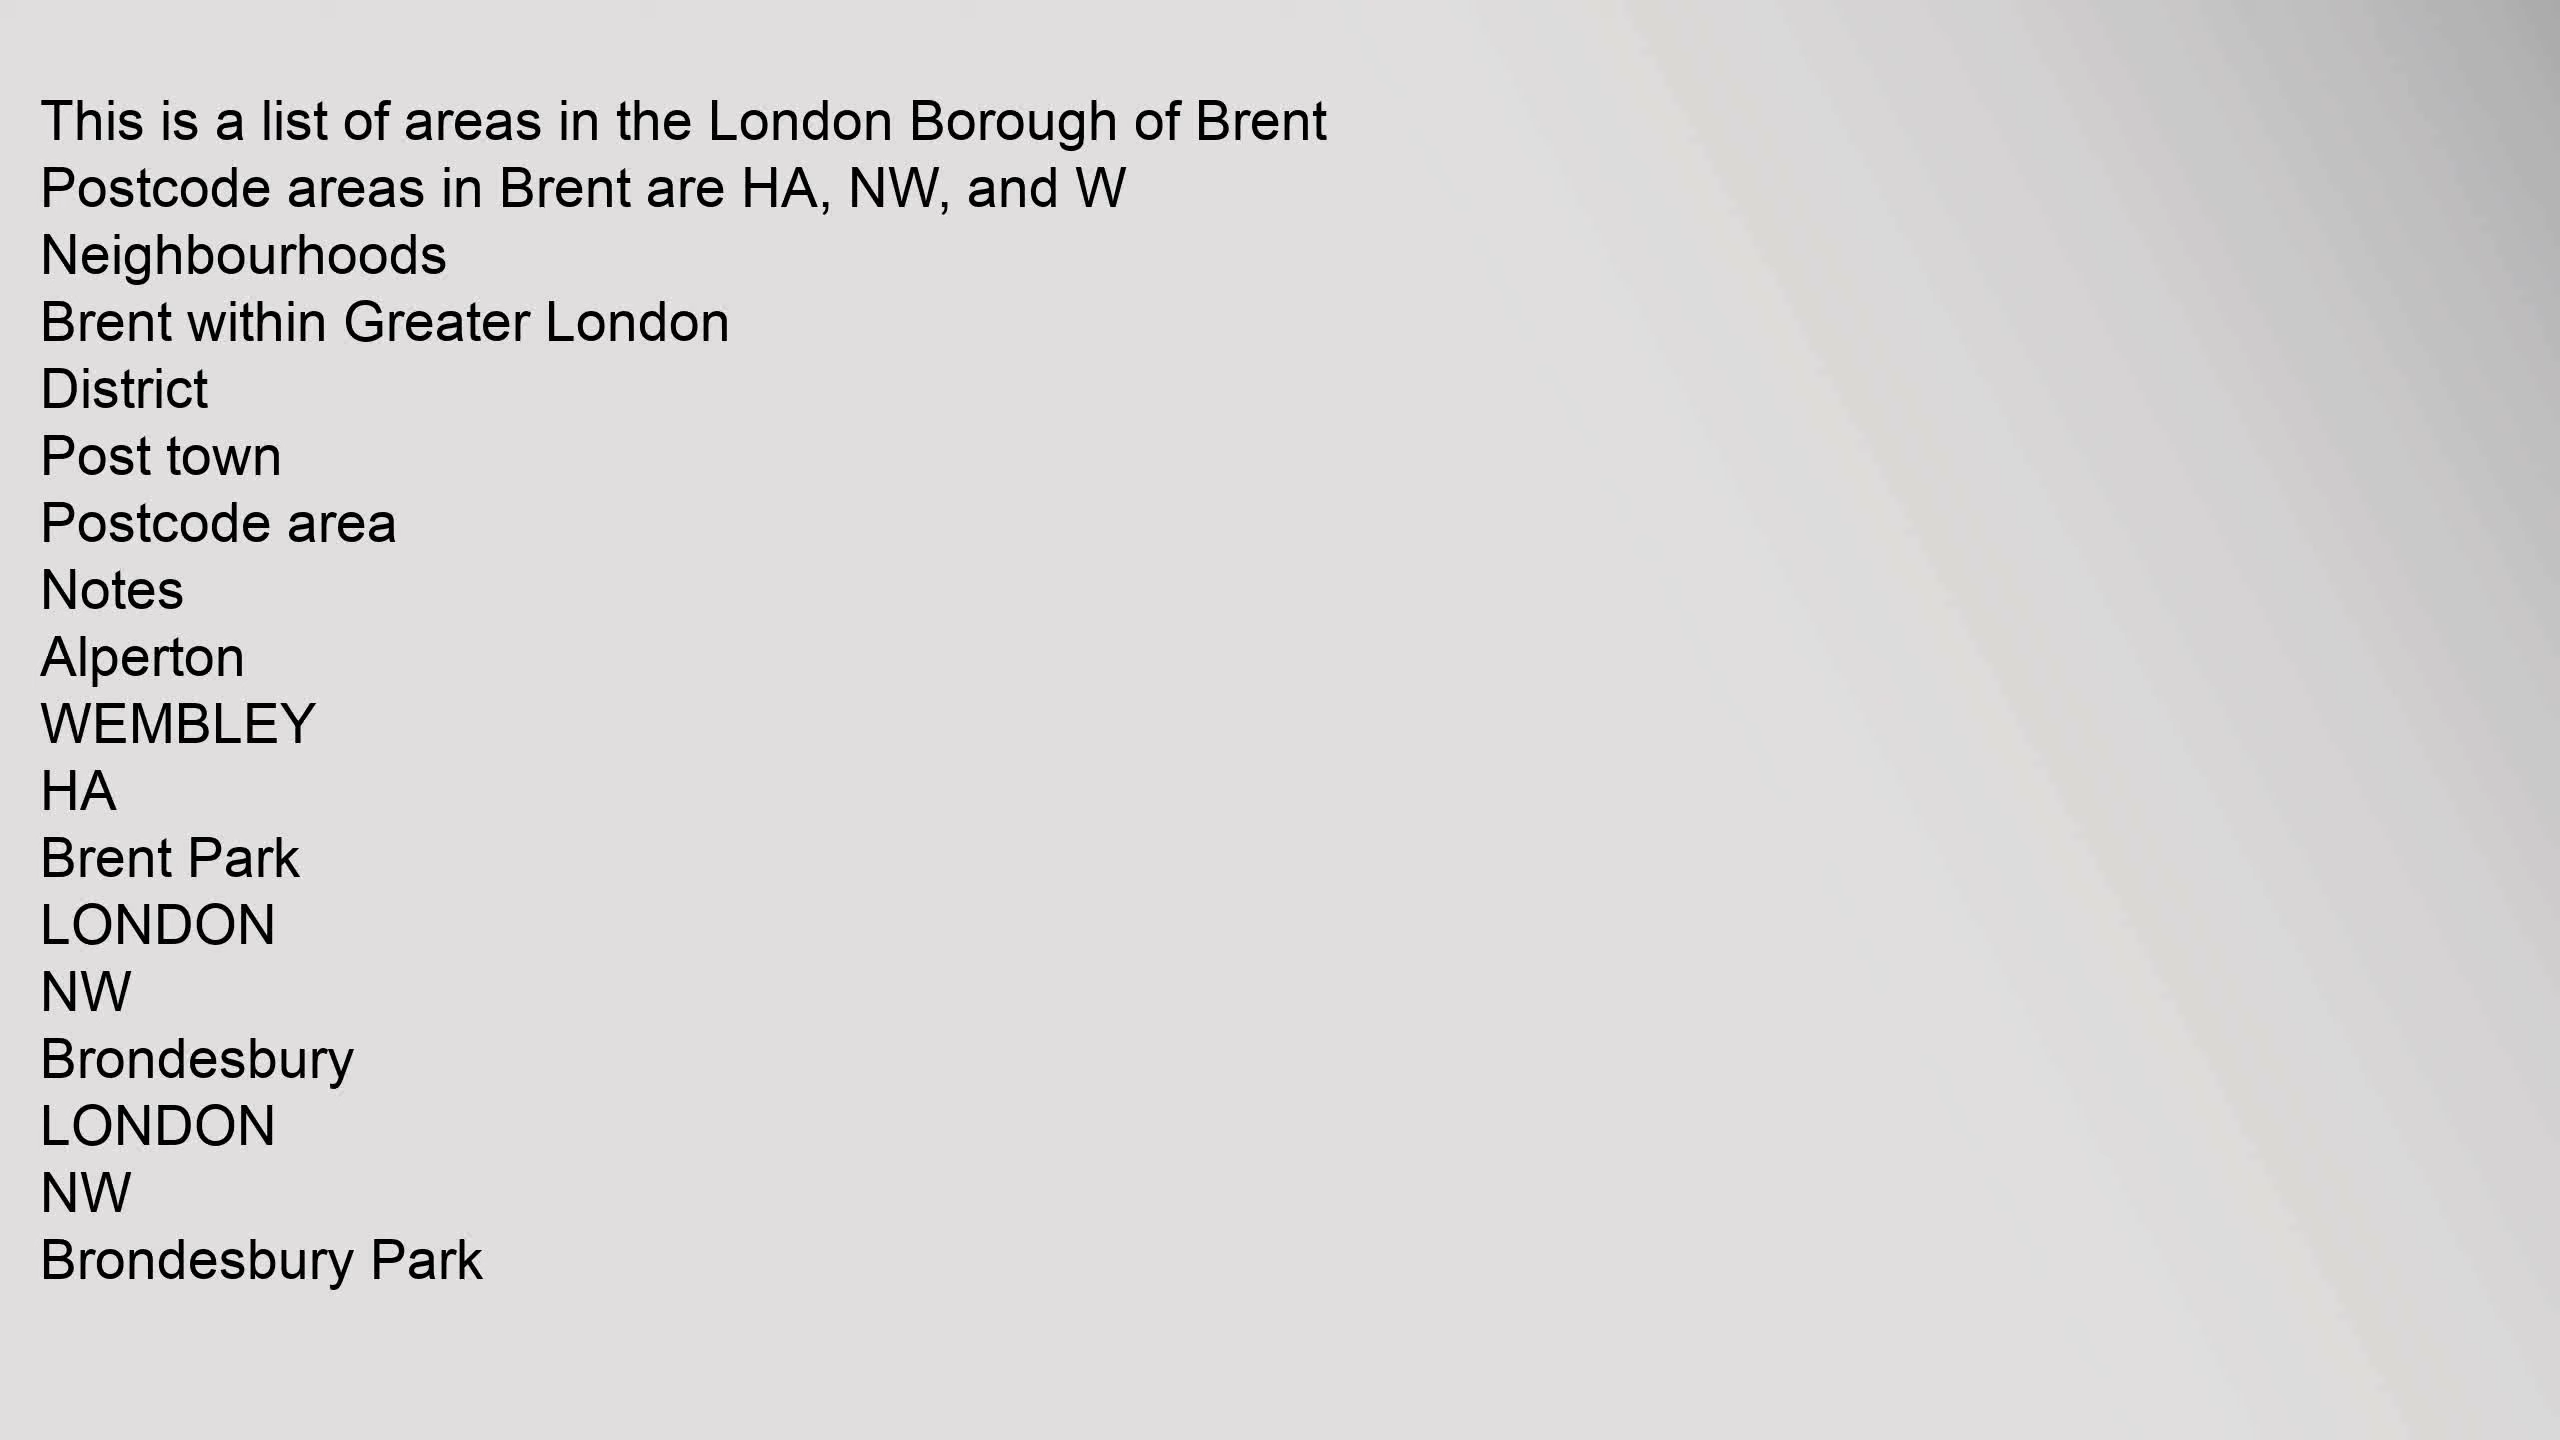 This is a list of areas in the London Borough of Brent
Postcode areas in Brent are HA, NW, and W
Neighbourhoods
Brent within Greater London
District
Post town
Postcode area
Notes
Alperton
WEMBLEY
HA
Brent Park
LONDON
NW
Brondesbury
LONDON
NW
Brondesbury Park